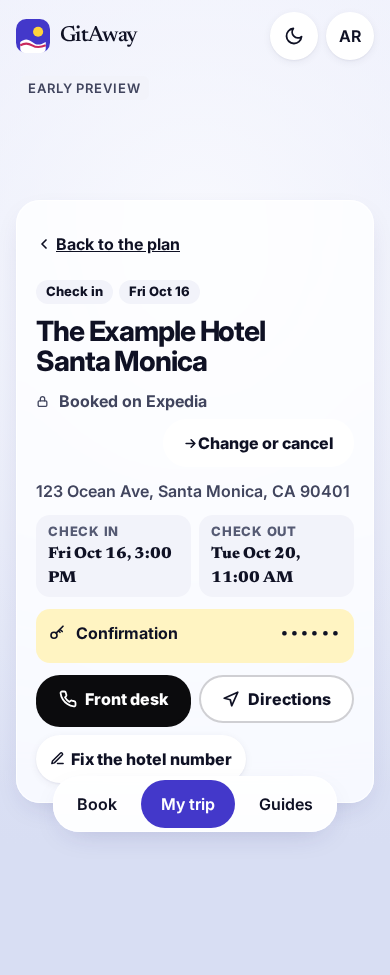 GitAway
AR
EARLY PREVIEW
Back to the plan
Check in
Fri Oct 16
The Example Hotel
Santa Monica
Booked on Expedia
Change or cancel
123 Ocean Ave, Santa Monica, CA 90401
CHECK IN
Fri Oct 16, 3:00
PM
CHECK OUT
Tue Oct 20,
11:00 AM
Confirmation
••••••
Front desk
Directions
Fix the hotel number
Book
My trip
Guides